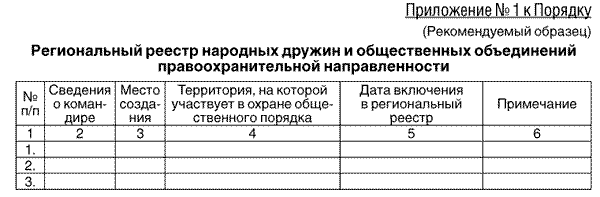 Приложение № 1 к Порядку
(Рекомендуемый образец)
Региональный реестр народных дружин и общественных объединений
правоохранительной направленности
№ п/п | Сведения о коман-дире | Место созда-ния | Территория, на которой участвует в охране обще-ственного порядка | Дата включения в региональный реестр | Примечание
1 | 2 | 3 | 4 | 5 | 6
1.
2.
3.